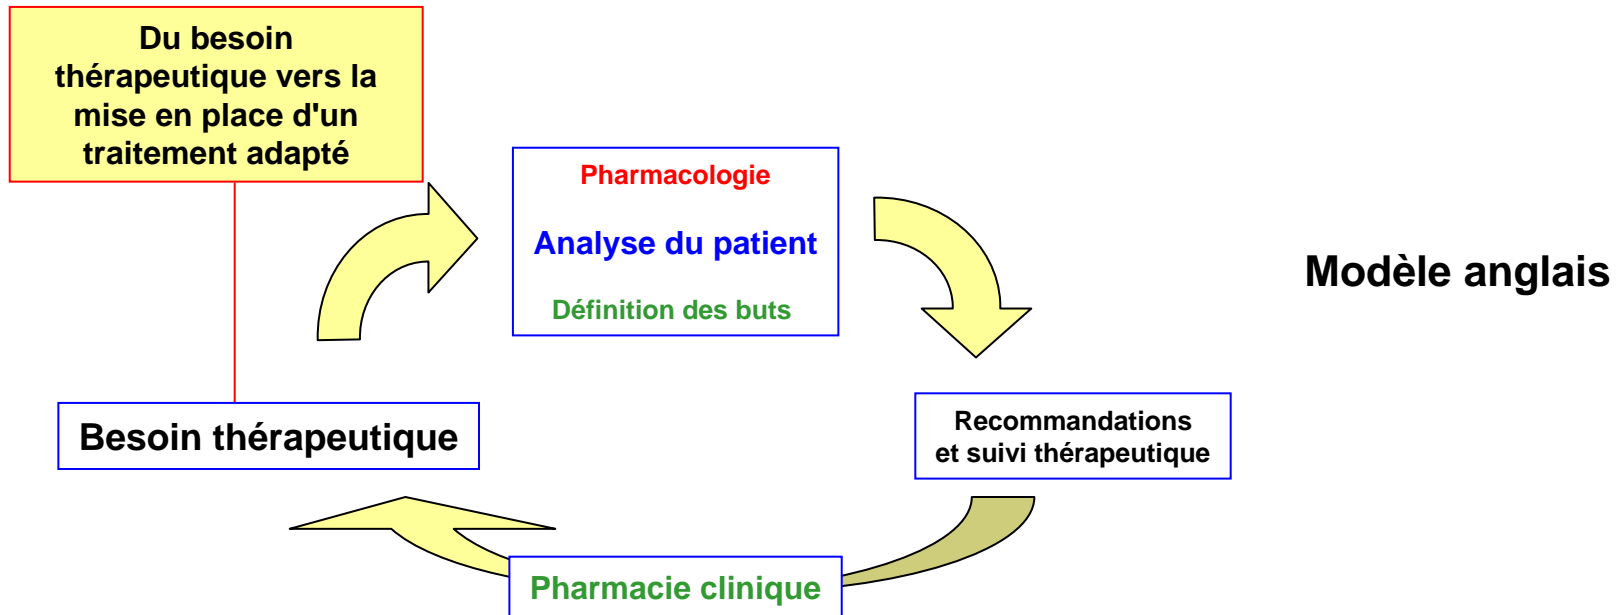 Du besoin
thérapeutique vers la
mise en place d'un
traitement adapté
Pharmacologie
Analyse du patient
Définition des buts
Modèle anglais
Besoin thérapeutique
Recommandations
et suivi thérapeutique
Pharmacie clinique